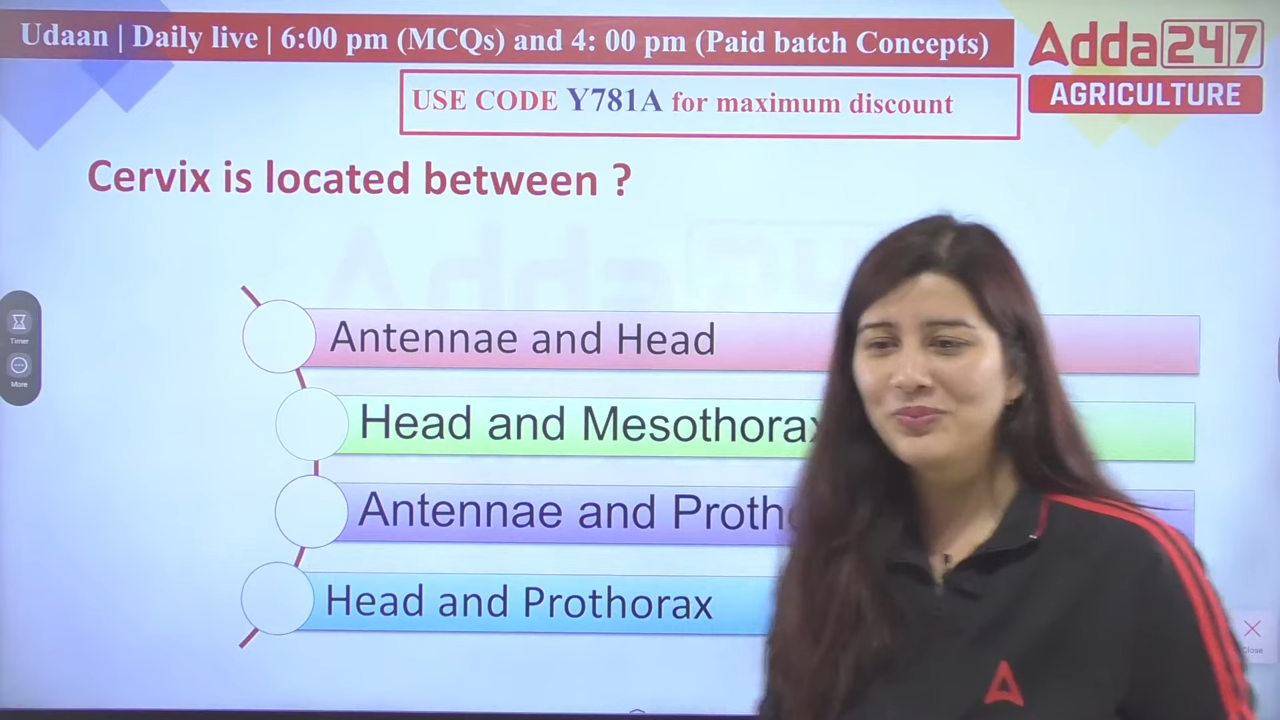 Udaan | Daily live | 6:00 pm (MCQs) and 4: 00 pm (Paid batch Concepts)
Adda247
AGRICULTURE
USE CODE Y781A for maximum discount
Cervix is located between ?
Antennae and Head
Head and Mesothorax
Antennae and
Head and Prothorax
Timer
More
Close